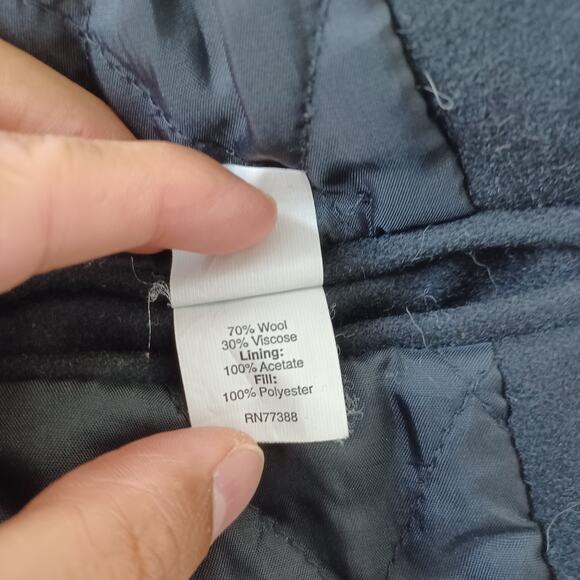 70% Wool
30% Viscose
Lining:
100% Acetate
Fill:
100% Polyester
RN77388